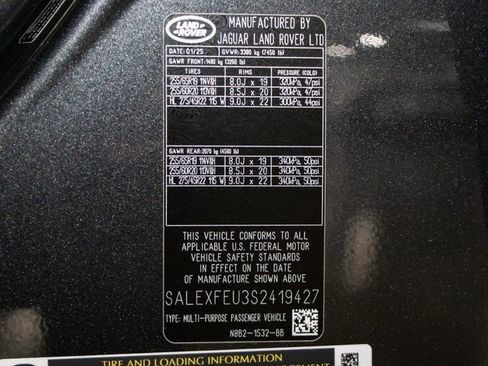 LAND ROVER
MANUFACTURED BY
JAGUAR LAND ROVER LTD
DATE: 01/25 GVWR: 3380 kg (7450 lb)
GAWR FRONT: 1480 kg (3260 lb)
TIRES RIMS PRESSURE (COLD)
255/65R19 114V XH 8.0J x 19 320kPa, 47psi
255/60R20 113V XH 8.5J x 20 320kPa, 47psi
HL 275/45R22 115 W 9.0J x 22 300kPa, 44psi
GAWR REAR: 2070 kg (4560 lb)
255/65R19 114V XH 8.0J x 19 340kPa, 50psi
255/60R20 113V XH 8.5J x 20 340kPa, 50psi
HL 275/45R22 115 W 9.0J x 22 340kPa, 50psi
THIS VEHICLE CONFORMS TO ALL
APPLICABLE U.S. FEDERAL MOTOR
VEHICLE SAFETY STANDARDS
IN EFFECT ON THE DATE
OF MANUFACTURE SHOWN ABOVE
SALEXFEU3S2419427
TYPE: MULTI-PURPOSE PASSENGER VEHICLE
N8B2-1532-BB
TIRE AND LOADING INFORMATION